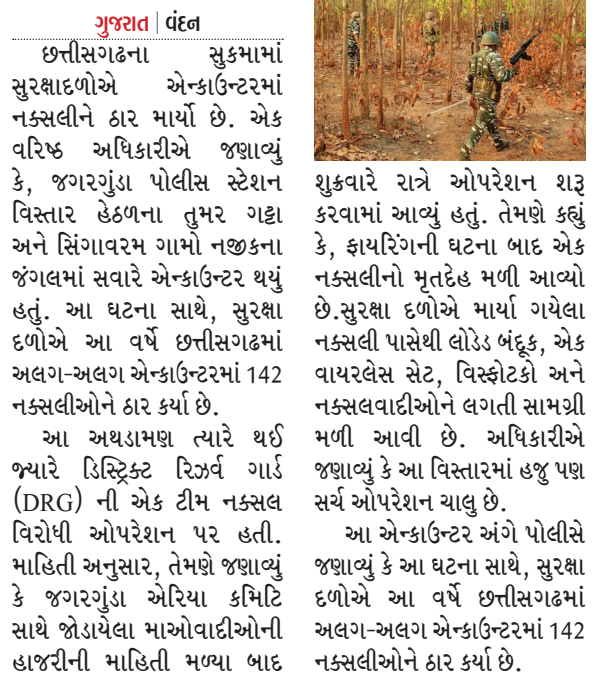 ગુજરાત | વંદન
છત્તીસગઢના સુકમામાં
સુરક્ષાદળોએ એન્કાઉન્ટરમાં
નક્સલીને ઠાર માર્યો છે. એક
વરિષ્ઠ અધિકારીએ જણાવ્યું
કે, જગરગુંડા પોલીસ સ્ટેશન
વિસ્તાર હેઠળના તુમર ગટ્ટા
અને સિંગાવરમ ગામો નજીકના
જંગલમાં સવારે એન્કાઉન્ટર થયું
હતું. આ ઘટના સાથે, સુરક્ષા
દળોએ આ વર્ષે છત્તીસગઢમાં
અલગ-અલગ એન્કાઉન્ટરમાં 142
નક્સલીઓને ઠાર કર્યા છે.
આ અથડામણ ત્યારે થઈ
જ્યારે ડિસ્ટ્રિક્ટ રિઝર્વ ગાર્ડ
(DRG) ની એક ટીમ નક્સલ
વિરોધી ઓપરેશન પર હતી.
માહિતી અનુસાર, તેમણે જણાવ્યું
કે જગરગુંડા એરિયા કમિટિ
સાથે જોડાયેલા માઓવાદીઓની
હાજરીની માહિતી મળ્યા બાદ
શુક્રવારે રાત્રે ઓપરેશન શરૂ
કરવામાં આવ્યું હતું. તેમણે કહ્યું
કે, ફાયરિંગની ઘટના બાદ એક
નક્સલીનો મૃતદેહ મળી આવ્યો
છે.સુરક્ષા દળોએ માર્યા ગયેલા
નક્સલી પાસેથી લોડેડ બંદૂક, એક
વાયરલેસ સેટ, વિસ્ફોટકો અને
નક્સલવાદીઓને લગતી સામગ્રી
મળી આવી છે. અધિકારીએ
જણાવ્યું કે આ વિસ્તારમાં હજુ પણ
સર્ચ ઓપરેશન ચાલુ છે.
આ એન્કાઉન્ટર અંગે પોલીસે
જણાવ્યું કે આ ઘટના સાથે, સુરક્ષા
દળોએ આ વર્ષે છત્તીસગઢમાં
અલગ-અલગ એન્કાઉન્ટરમાં 142
નક્સલીઓને ઠાર કર્યા છે.